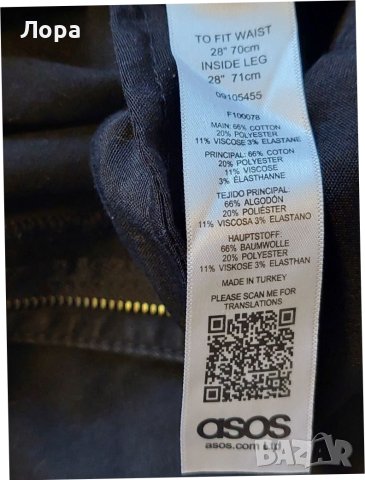 Лора
TO FIT WAIST
28" 70cm
INSIDE LEG
28" 71cm
09105455
F100078
MAIN: 66% COTTON
20% POLYESTER
11% VISCOSE 3% ELASTANE
PRINCIPAL: 66% COTON
20% POLYESTER
11% VISCOSE
3% ÉLASTHANNE
TEJIDO PRINCIPAL:
66% ALGODÓN
20% POLIÉSTER
11% VISCOSA 3% ELASTANO
HAUPTSTOFF:
66% BAUMWOLLE
20% POLYESTER
11% VISKOSE 3% ELASTHAN
MADE IN TURKEY
PLEASE SCAN ME FOR
TRANSLATIONS
asos
asos.com Ltd
BAZAR